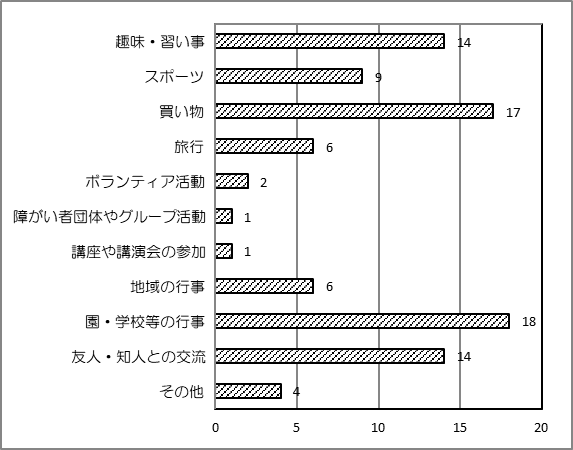 趣味・習い事 14
スポーツ 9
買い物 17
旅行 6
ボランティア活動 2
障がい者団体やグループ活動 1
講座や講演会の参加 1
地域の行事 6
園・学校等の行事 18
友人・知人との交流 14
その他 4
0 5 10 15 20